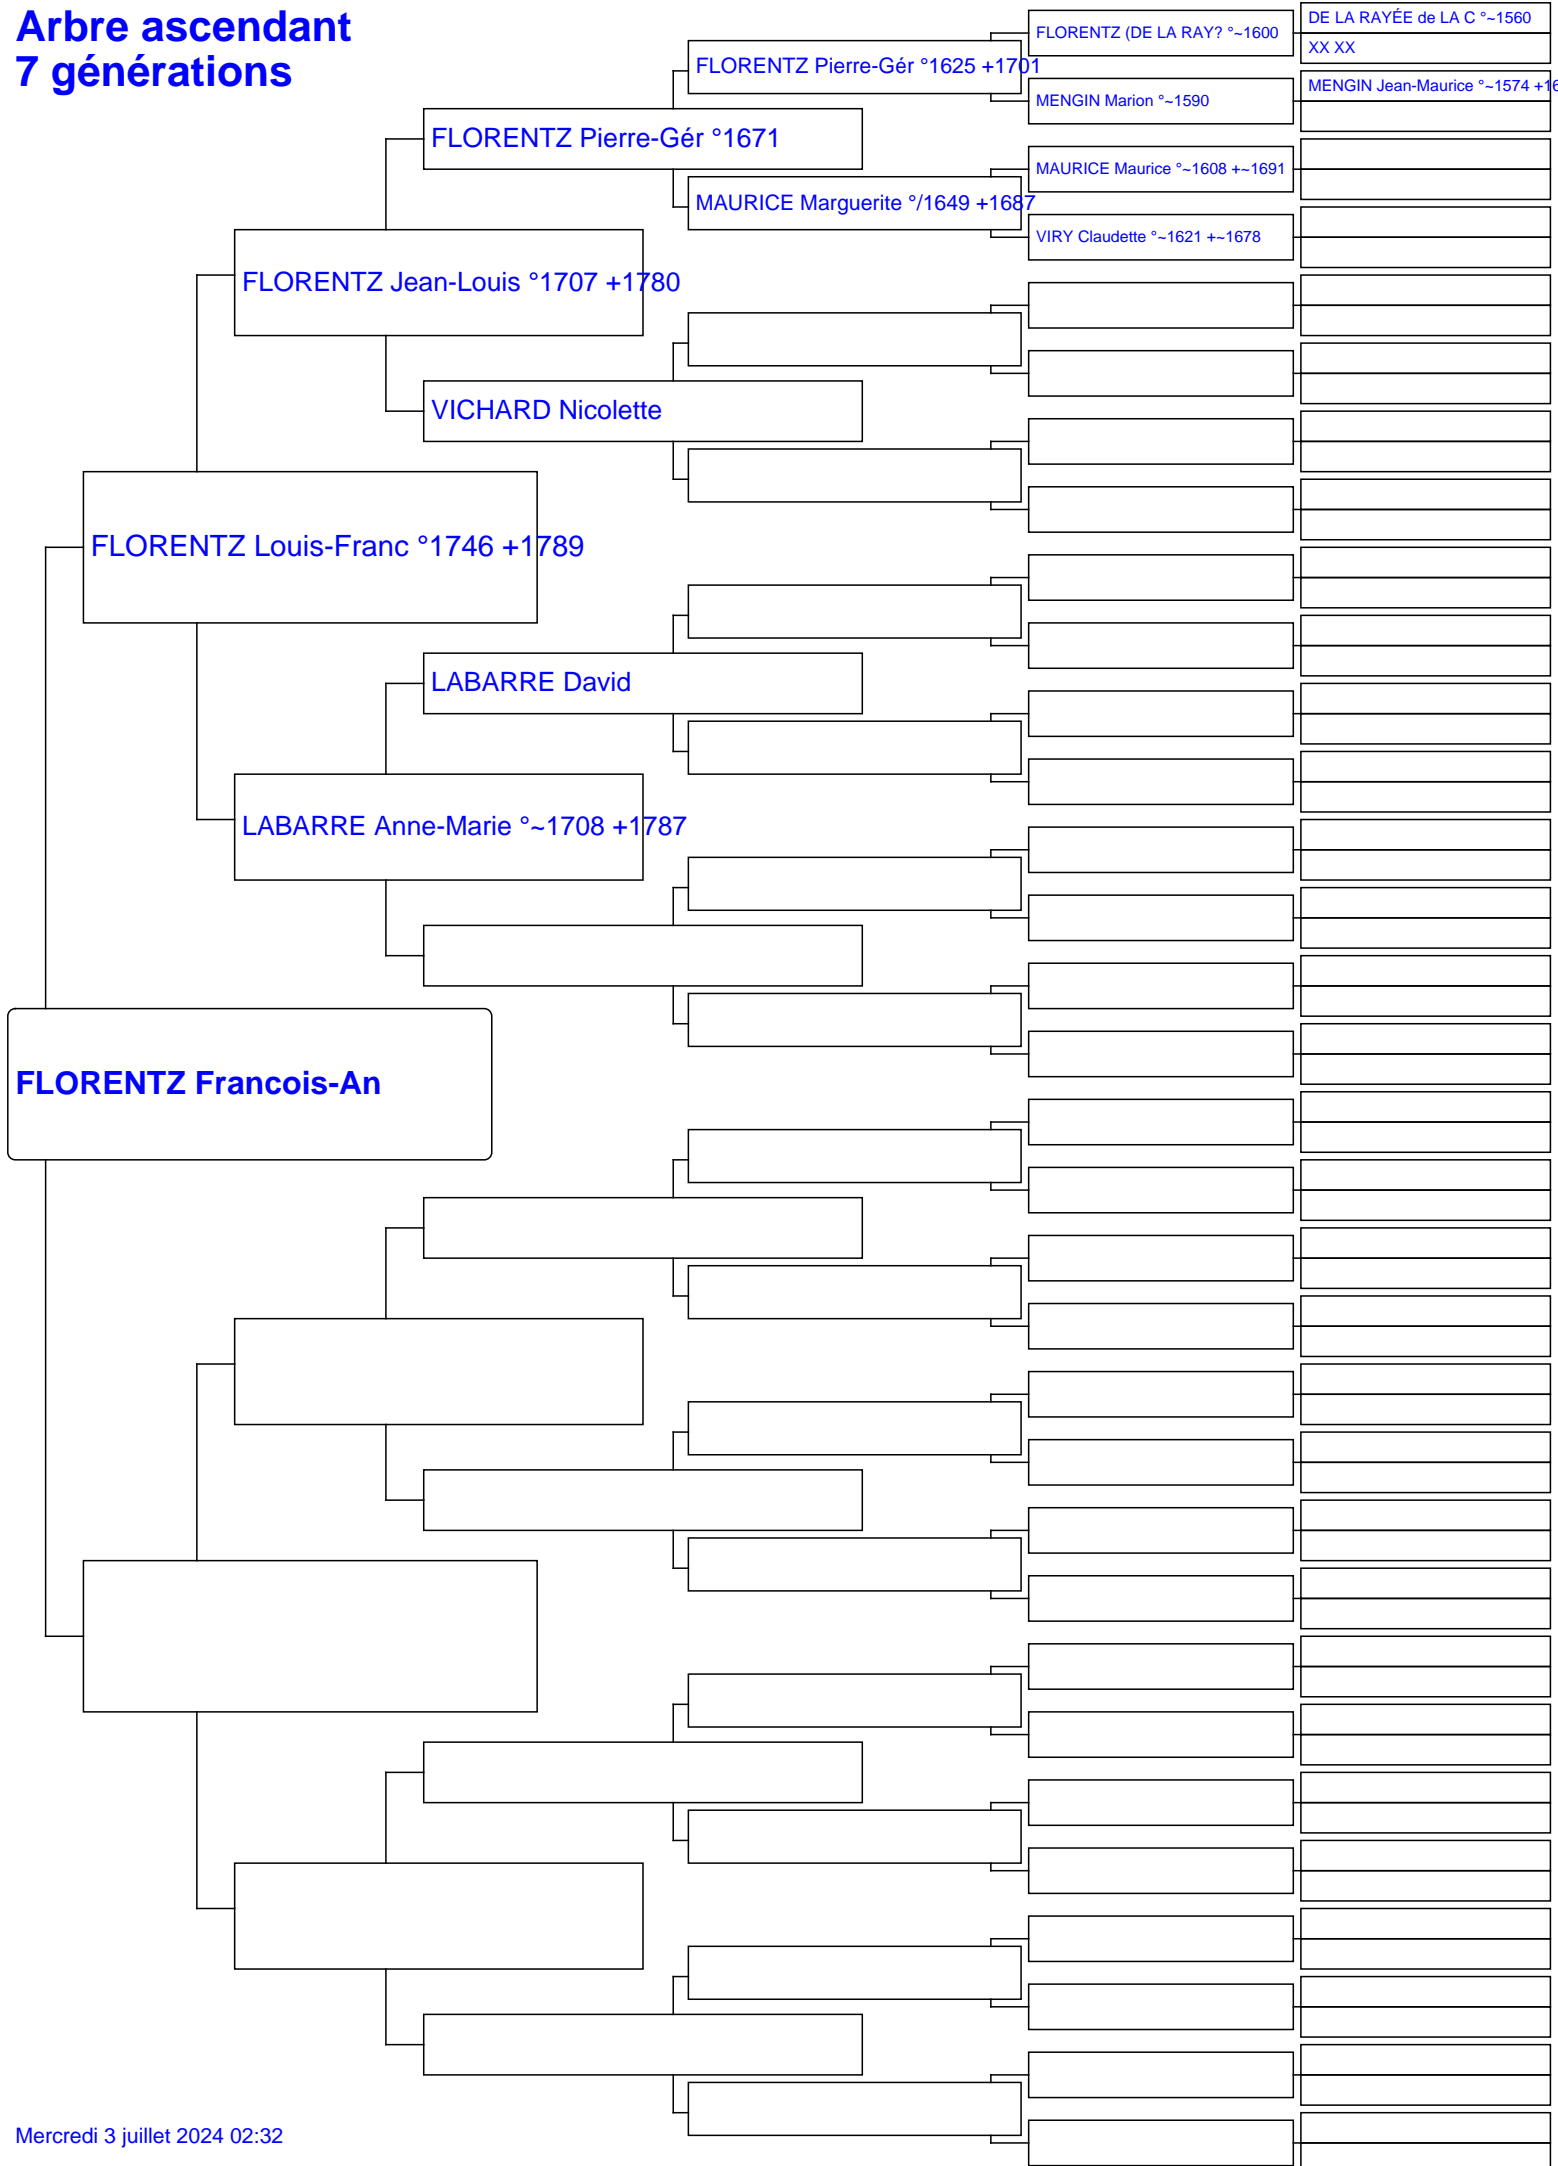 Arbre ascendant
7 générations
FLORENTZ (DE LA RAY? °~1600
DE LA RAYÉE de LA C °~1560
XX XX
FLORENTZ Pierre-Gér °1625 +1701
MENGIN Marion °~1590
MENGIN Jean-Maurice °~1574 +16
FLORENTZ Pierre-Gér °1671
MAURICE Maurice °~1608 +~1691
MAURICE Marguerite °/1649 +1687
VIRY Claudette °~1621 +~1678
FLORENTZ Jean-Louis °1707 +1780
VICHARD Nicolette
FLORENTZ Louis-Franc °1746 +1789
LABARRE David
LABARRE Anne-Marie °~1708 +1787
FLORENTZ Francois-An
Mercredi 3 juillet 2024 02:32